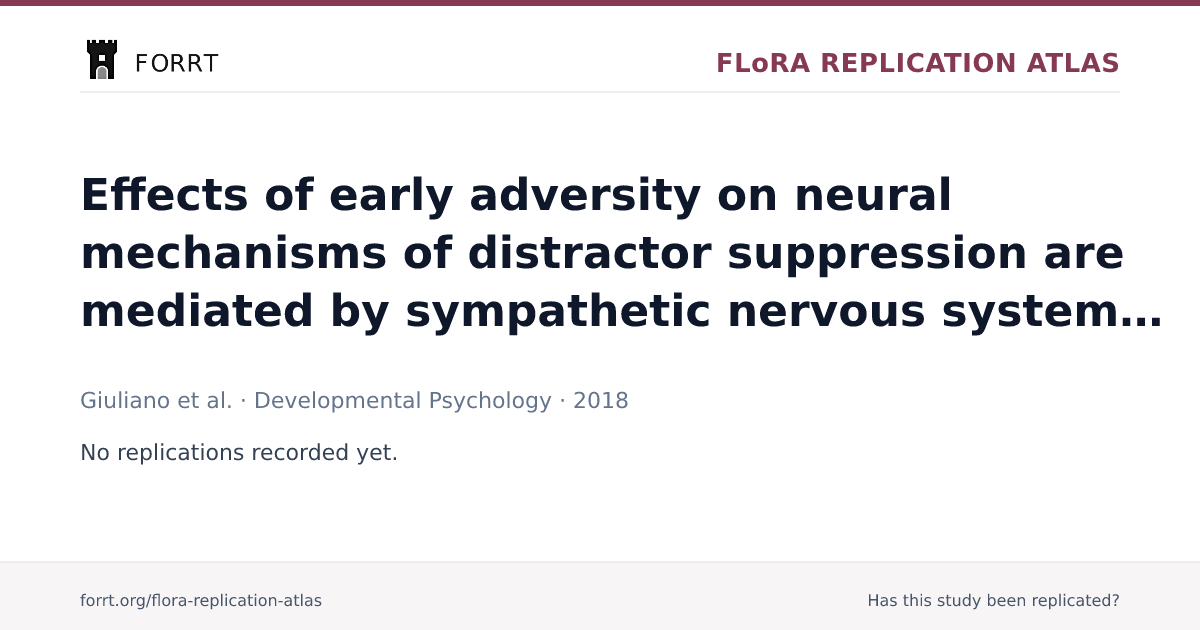 FORRT
FLoRA REPLICATION ATLAS
Effects of early adversity on neural
mechanisms of distractor suppression are
mediated by sympathetic nervous system…
Giuliano et al. · Developmental Psychology · 2018
No replications recorded yet.
forrt.org/flora-replication-atlas
Has this study been replicated?